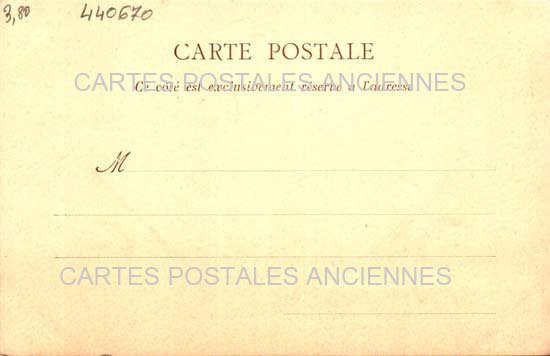 3,80 440670
CARTE POSTALE
CARTES POSTALES ANCIENNES
Ce côté est exclusivement réservé à l'adresse
M
CARTES POSTALES ANCIENNES